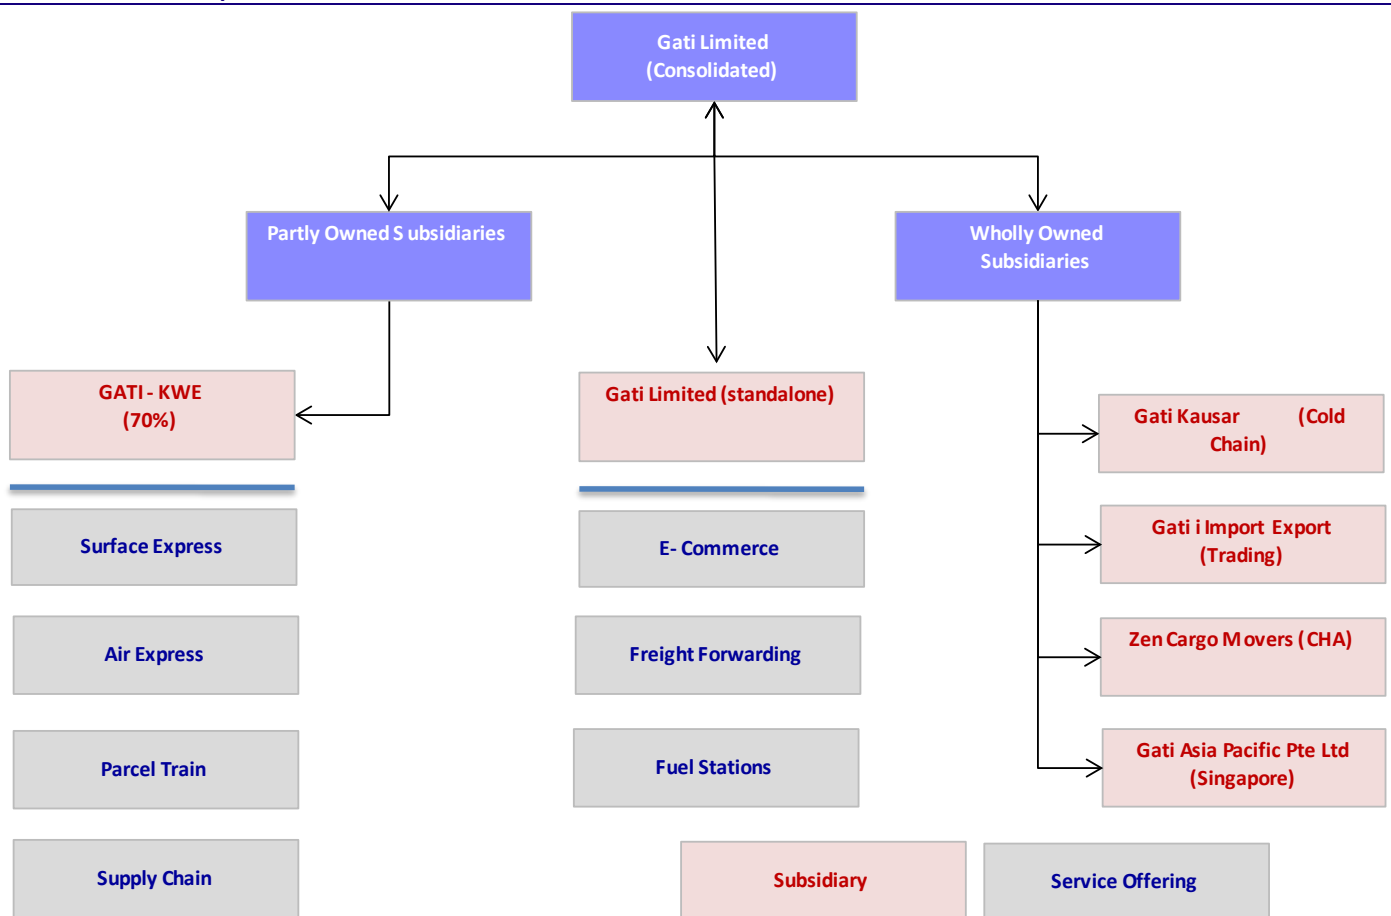 Gati Limited
(Consolidated)
Partly Owned S ubsidiaries
Wholly Owned
Subsidiaries
GATI - KWE
(70%)
Gati Limited (standalone)
Gati Kausar (Cold
Chain)
Surface Express
E- Commerce
Gati i Import Export
(Trading)
Air Express
Freight Forwarding
Zen Cargo Movers (CHA)
Parcel Train
Fuel Stations
Gati Asia Pacific Pte Ltd
(Singapore)
Supply Chain
Subsidiary
Service Offering